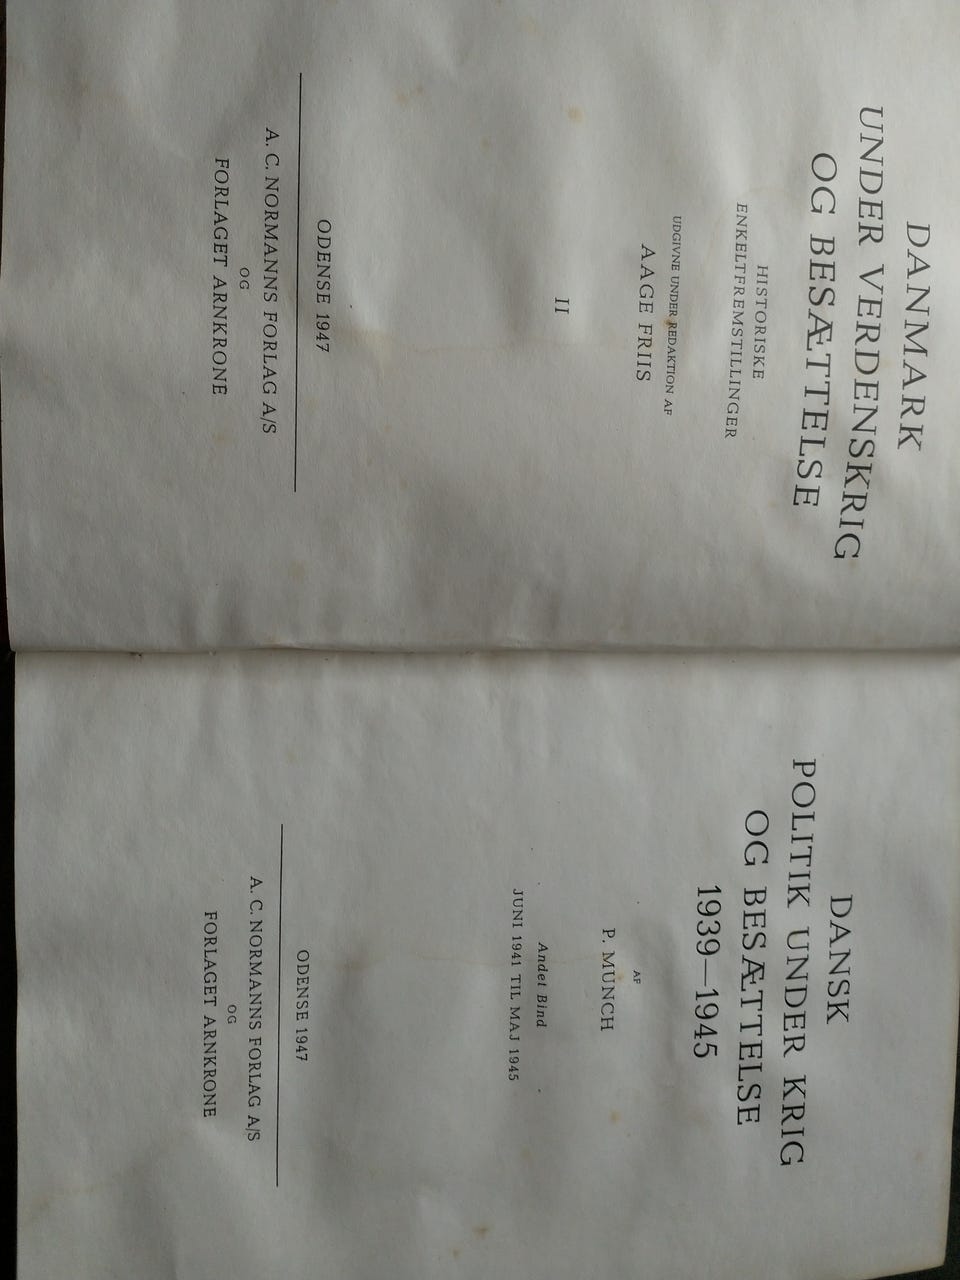 DANMARK
UNDER VERDENSKRIG
OG BESÆTTELSE
HISTORISKE
ENKELTFREMSTILLINGER
UDGIVNE UNDER REDAKTION AF
AAGE FRIIS
II
ODENSE 1947
A. C. NORMANNS FORLAG A/S
OG
FORLAGET ARNKRONE
DANSK
POLITIK UNDER KRIG
OG BESÆTTELSE
1939—1945
AF
P. MUNCH
Andet Bind
JUNI 1941 TIL MAJ 1945
ODENSE 1947
A. C. NORMANNS FORLAG A/S
OG
FORLAGET ARNKRONE